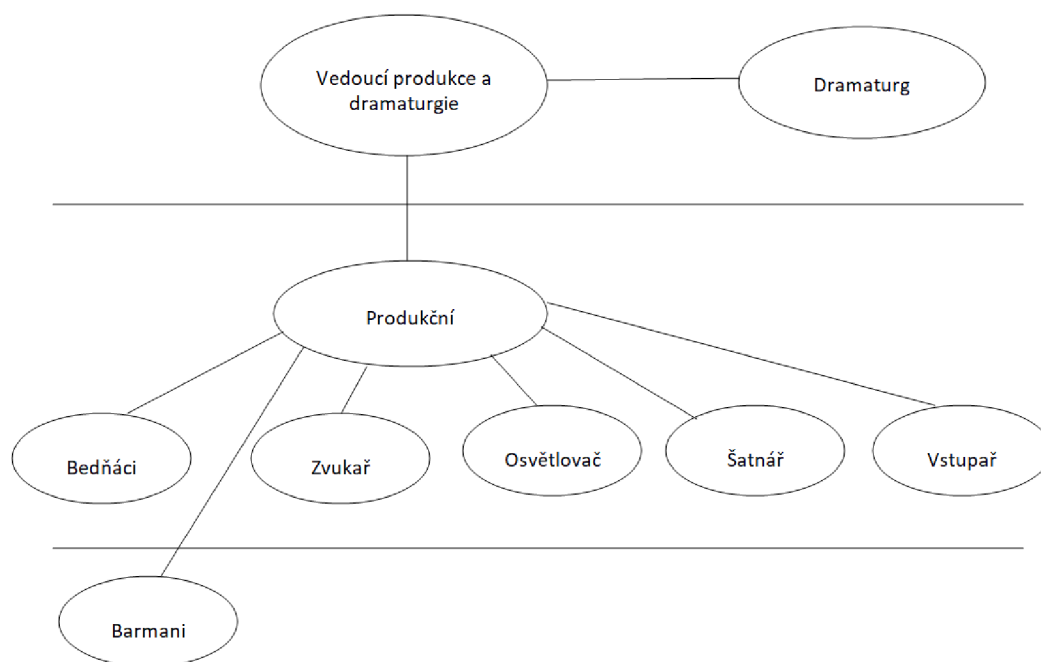 Vedoucí produkce a
dramaturgie
Dramaturg
Produkční
Bedňáci
Zvukař
Osvětlovač
Šatnář
Vstupař
Barmani